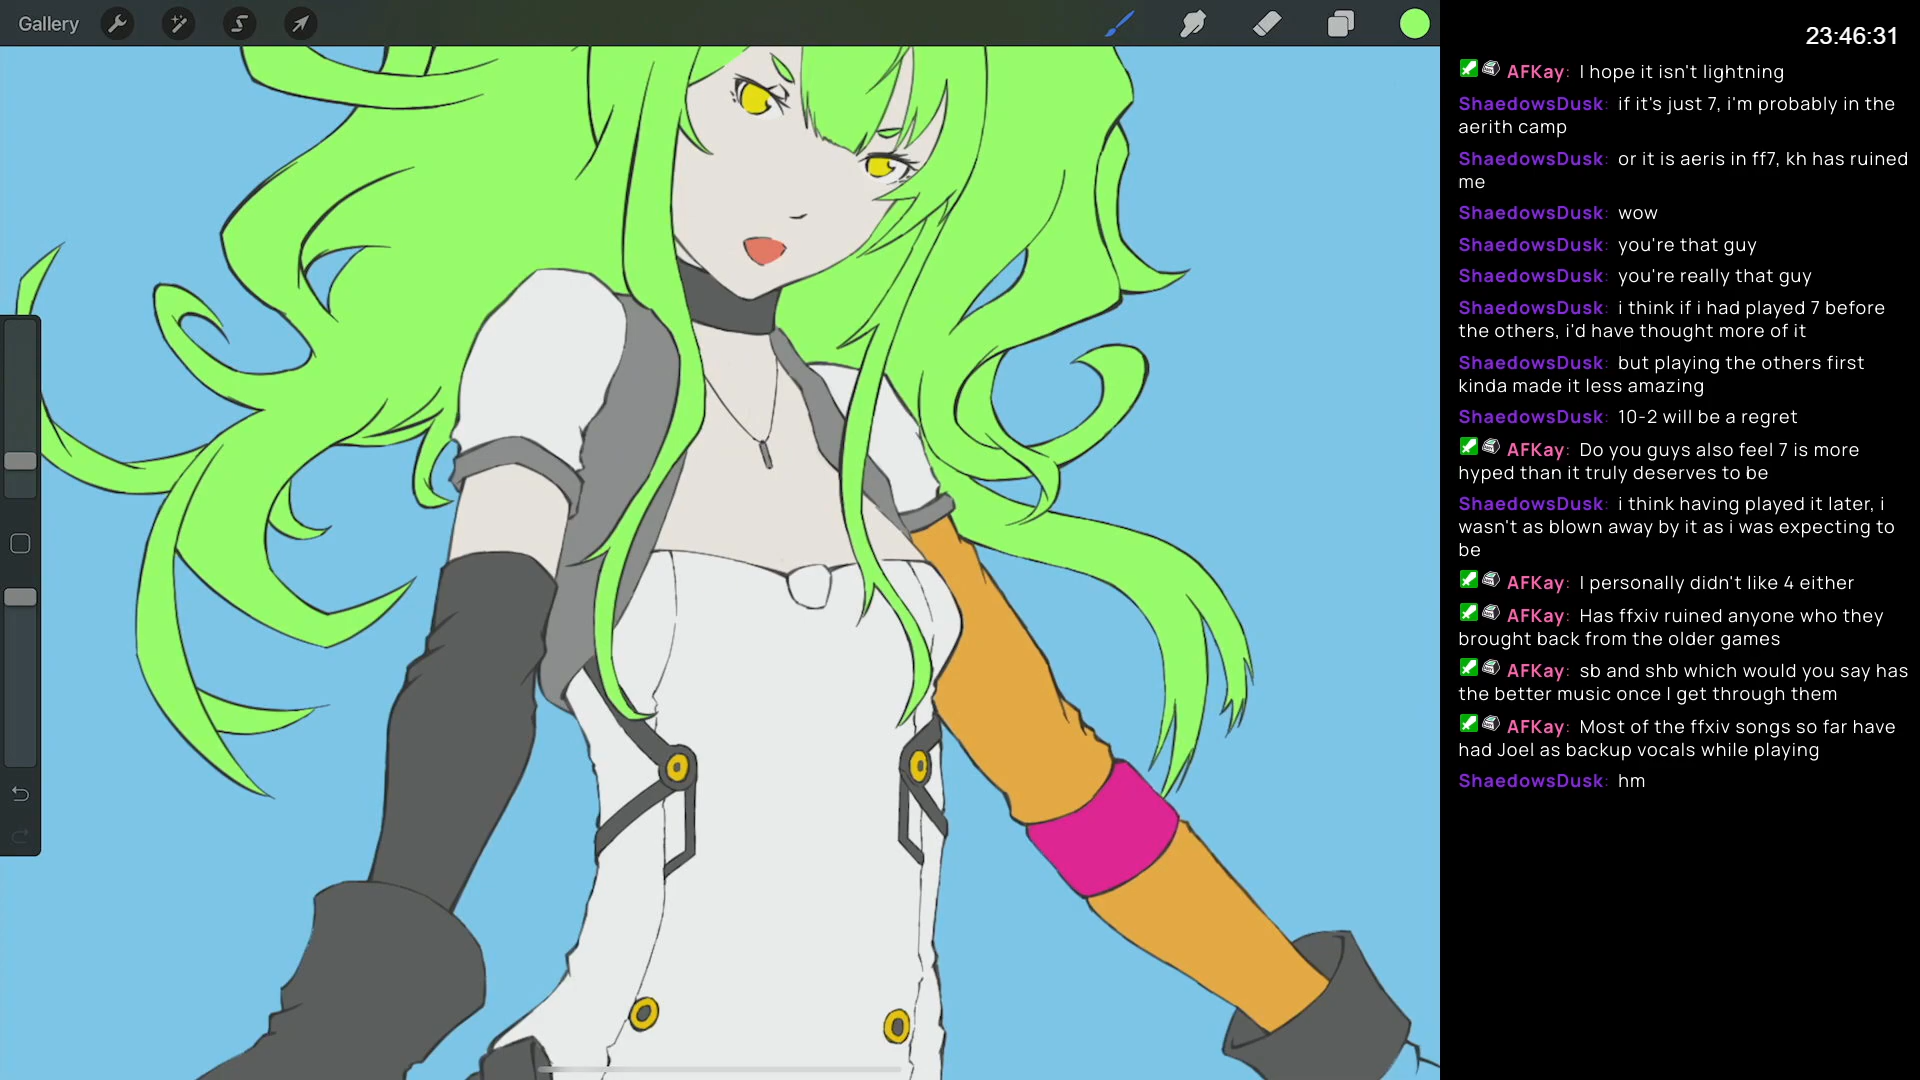 Gallery
23:46:31
AFKay: I hope it isn't lightning
ShaedowsDusk: if it's just 7, i'm probably in the
aerith camp
ShaedowsDusk: or it is aeris in ff7, kh has ruined
me
ShaedowsDusk: wow
ShaedowsDusk: you're that guy
ShaedowsDusk: you're really that guy
ShaedowsDusk: i think if i had played 7 before
the others, i'd have thought more of it
ShaedowsDusk: but playing the others first
kinda made it less amazing
ShaedowsDusk: 10-2 will be a regret
AFKay: Do you guys also feel 7 is more
hyped than it truly deserves to be
ShaedowsDusk: i think having played it later, i
wasn't as blown away by it as i was expecting to
be
AFKay: I personally didn't like 4 either
AFKay: Has ffxiv ruined anyone who they
brought back from the older games
AFKay: sb and shb which would you say has
the better music once I get through them
AFKay: Most of the ffxiv songs so far have
had Joel as backup vocals while playing
ShaedowsDusk: hm